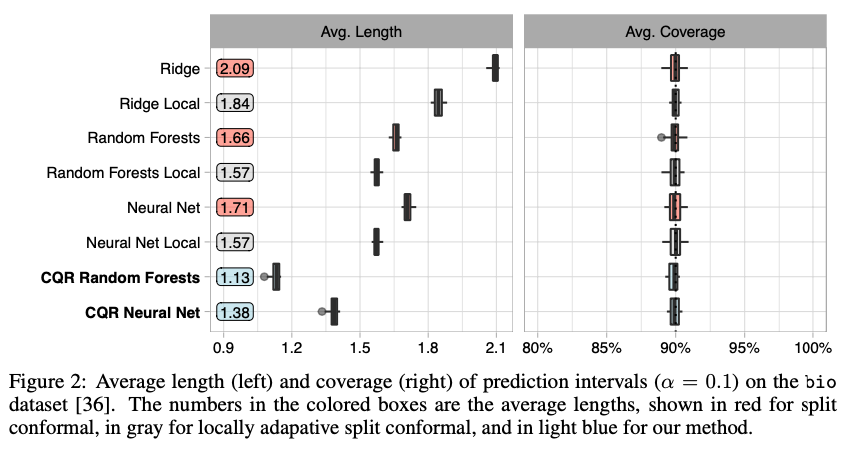 Avg. Length Avg. Coverage
Ridge 2.09
Ridge Local 1.84
Random Forests 1.66
Random Forests Local 1.57
Neural Net 1.71
Neural Net Local 1.57
CQR Random Forests 1.13
CQR Neural Net 1.38
0.9 1.2 1.5 1.8 2.1 80% 85% 90% 95% 100%
Figure 2: Average length (left) and coverage (right) of prediction intervals (α = 0.1) on the bio
dataset [36]. The numbers in the colored boxes are the average lengths, shown in red for split
conformal, in gray for locally adapative split conformal, and in light blue for our method.